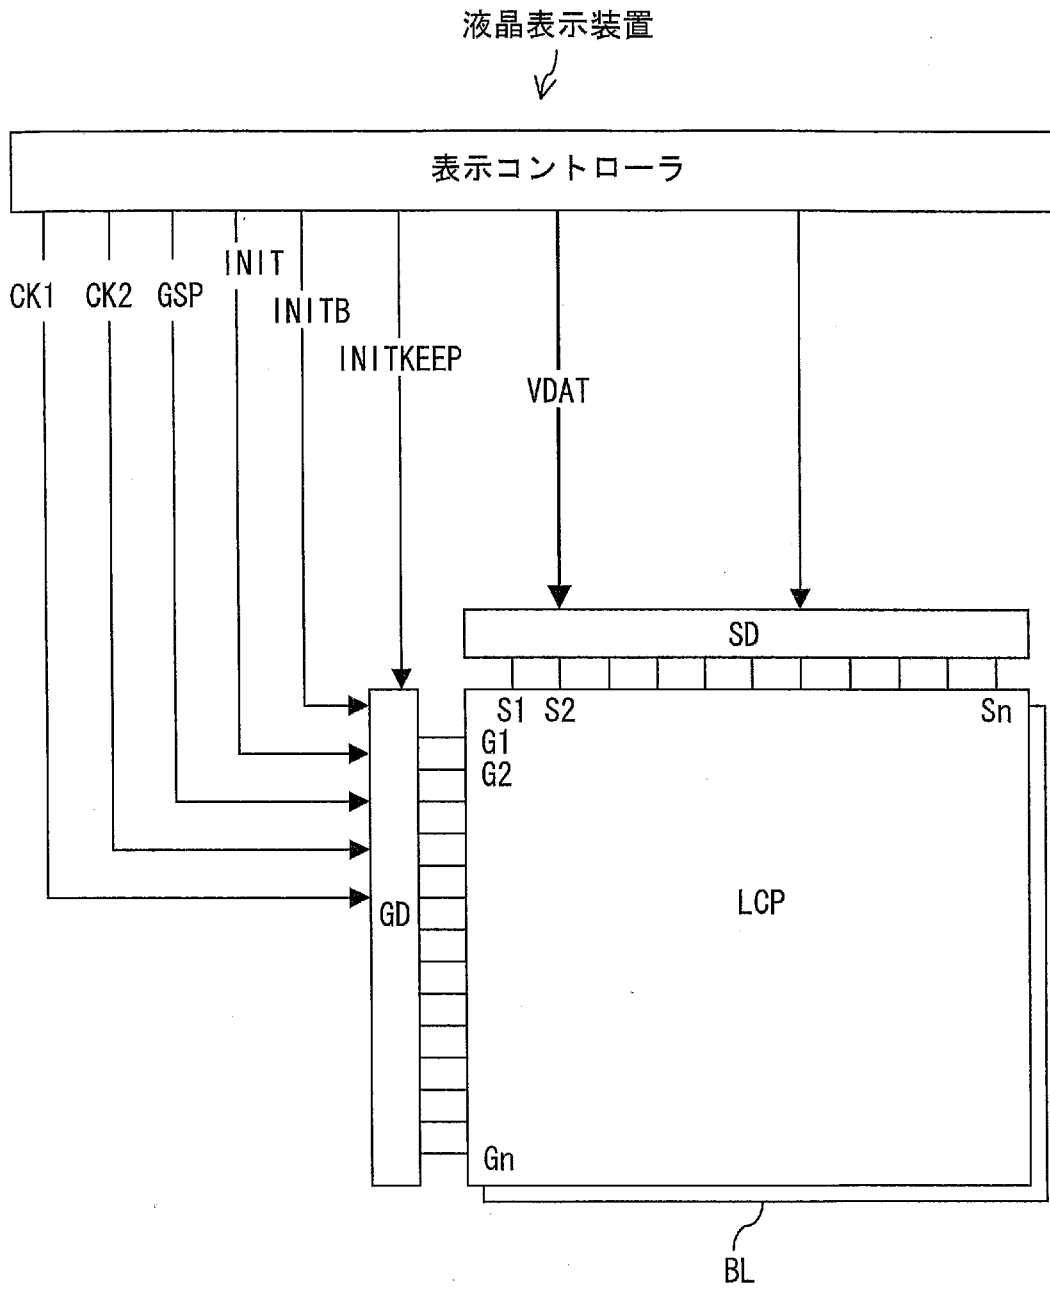 液晶表示装置
表示コントローラ
INIT
CK1 CK2 GSP
INITB
INITKEEP
VDAT
SD
S1 S2 Sn
G1
G2
LCP
GD
Gn
BL